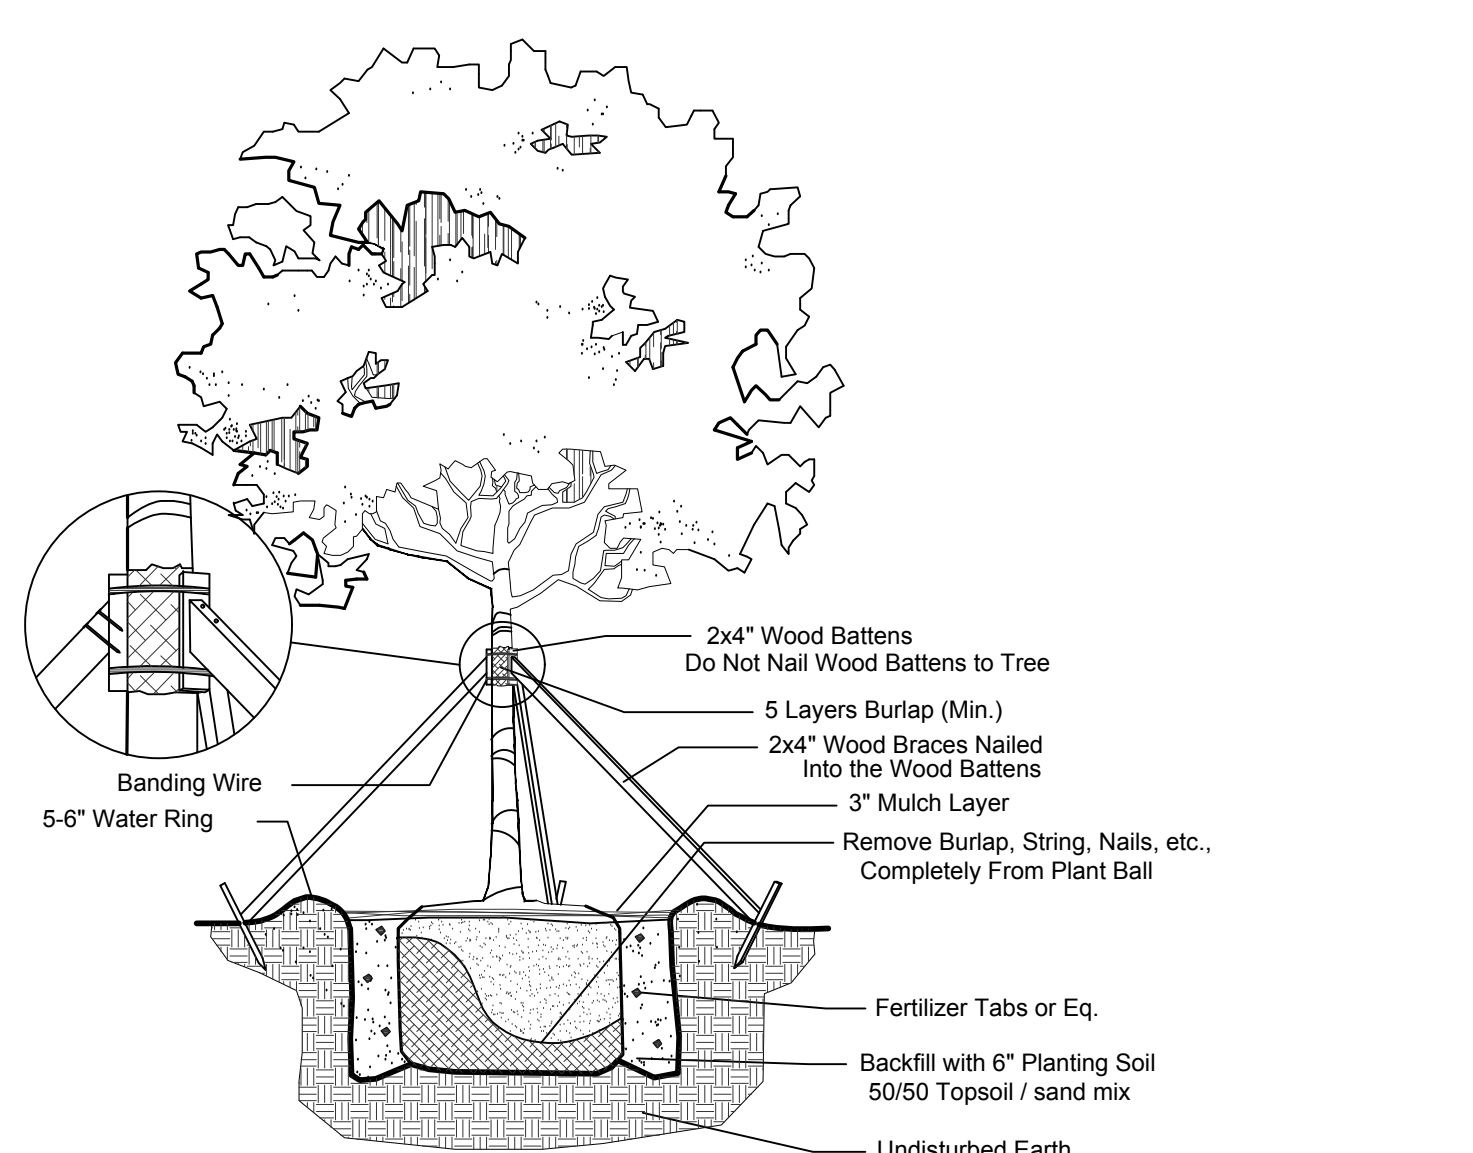 2x4" Wood Battens
Do Not Nail Wood Battens to Tree
5 Layers Burlap (Min.)
2x4" Wood Braces Nailed
Into the Wood Battens
Banding Wire
3" Mulch Layer
5-6" Water Ring
Remove Burlap, String, Nails, etc.,
Completely From Plant Ball
Fertilizer Tabs or Eq.
Backfill with 6" Planting Soil
50/50 Topsoil / sand mix
Undisturbed Earth